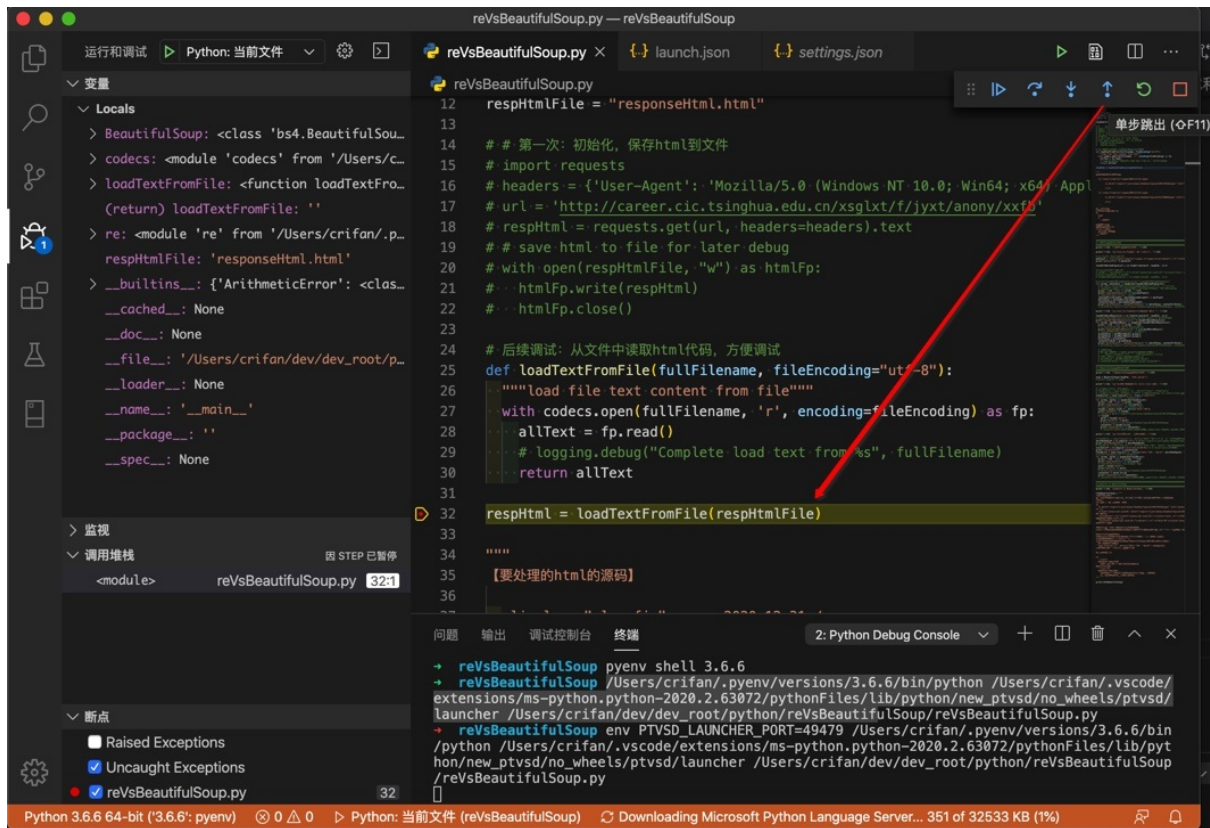 reVsBeautifulSoup.py — reVsBeautifulSoup
运行和调试 Python: 当前文件
reVsBeautifulSoup.py launch.json settings.json
reVsBeautifulSoup.py
单步跳出 (⇧F11)
变量
Locals
BeautifulSoup: <class 'bs4.BeautifulSou…
codecs: <module 'codecs' from '/Users/c…
loadTextFromFile: <function loadTextFro…
(return) loadTextFromFile: ''
re: <module 're' from '/Users/crifan/.p…
respHtmlFile: 'responseHtml.html'
__builtins__: {'ArithmeticError': <clas…
__cached__: None
__doc__: None
__file__: '/Users/crifan/dev/dev_root/p…
__loader__: None
__name__: '__main__'
__package__: ''
__spec__: None
监视
调用堆栈 因 STEP 已暂停
<module> reVsBeautifulSoup.py 32:1
断点
Raised Exceptions
Uncaught Exceptions
reVsBeautifulSoup.py 32
12 respHtmlFile = "responseHtml.html"
13
14 # # 第一次: 初始化, 保存html到文件
15 # import requests
16 # headers = {'User-Agent': 'Mozilla/5.0 (Windows NT 10.0; Win64; x64) Appl
17 # url = 'http://career.cic.tsinghua.edu.cn/xsglxt/f/jyxt/anony/xxfb'
18 # respHtml = requests.get(url, headers=headers).text
19 # # save html to file for later debug
20 # with open(respHtmlFile, "w") as htmlFp:
21 #   htmlFp.write(respHtml)
22 #   htmlFp.close()
23
24 # 后续调试: 从文件中读取html代码, 方便调试
25 def loadTextFromFile(fullFilename, fileEncoding="utf-8"):
26   """load file text content from file"""
27   with codecs.open(fullFilename, 'r', encoding=fileEncoding) as fp:
28     allText = fp.read()
29     # logging.debug("Complete load text from %s", fullFilename)
30     return allText
31
32 respHtml = loadTextFromFile(respHtmlFile)
33
34 """
35 【要处理的html的源码】
36
问题 输出 调试控制台 终端 2: Python Debug Console
→ reVsBeautifulSoup pyenv shell 3.6.6
→ reVsBeautifulSoup /Users/crifan/.pyenv/versions/3.6.6/bin/python /Users/crifan/.vscode/
extensions/ms-python.python-2020.2.63072/pythonFiles/lib/python/new_ptvsd/no_wheels/ptvsd/
launcher /Users/crifan/dev/dev_root/python/reVsBeautifulSoup/reVsBeautifulSoup.py
→ reVsBeautifulSoup env PTVSD_LAUNCHER_PORT=49479 /Users/crifan/.pyenv/versions/3.6.6/bin
/python /Users/crifan/.vscode/extensions/ms-python.python-2020.2.63072/pythonFiles/lib/pyt
hon/new_ptvsd/no_wheels/ptvsd/launcher /Users/crifan/dev/dev_root/python/reVsBeautifulSoup
/reVsBeautifulSoup.py
Python 3.6.6 64-bit ('3.6.6': pyenv) 0 0 Python: 当前文件 (reVsBeautifulSoup) Downloading Microsoft Python Language Server... 351 of 32533 KB (1%)